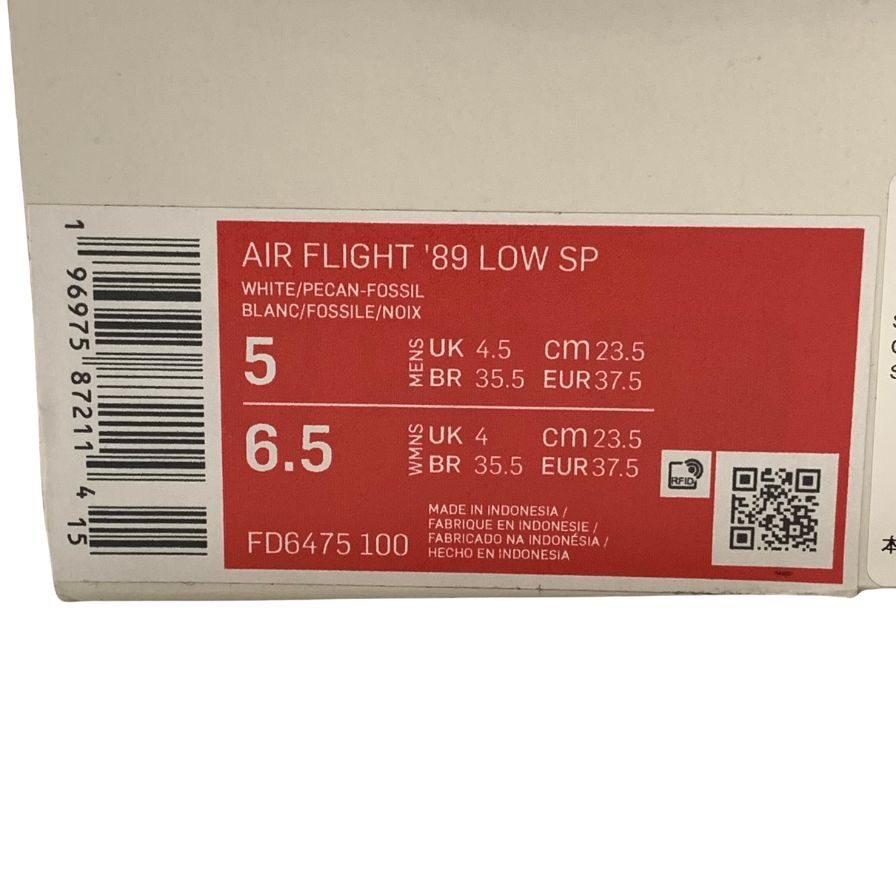 1 96975 87211 4 15
AIR FLIGHT '89 LOW SP
WHITE/PECAN-FOSSIL
BLANC/FOSSILE/NOIX
5 MENS UK 4.5 cm 23.5
BR 35.5 EUR 37.5
6.5 WMNS UK 4 cm 23.5
BR 35.5 EUR 37.5
RFID
FD6475 100
MADE IN INDONESIA /
FABRIQUE EN INDONESIE /
FABRICADO NA INDONÉSIA /
HECHO EN INDONESIA
本